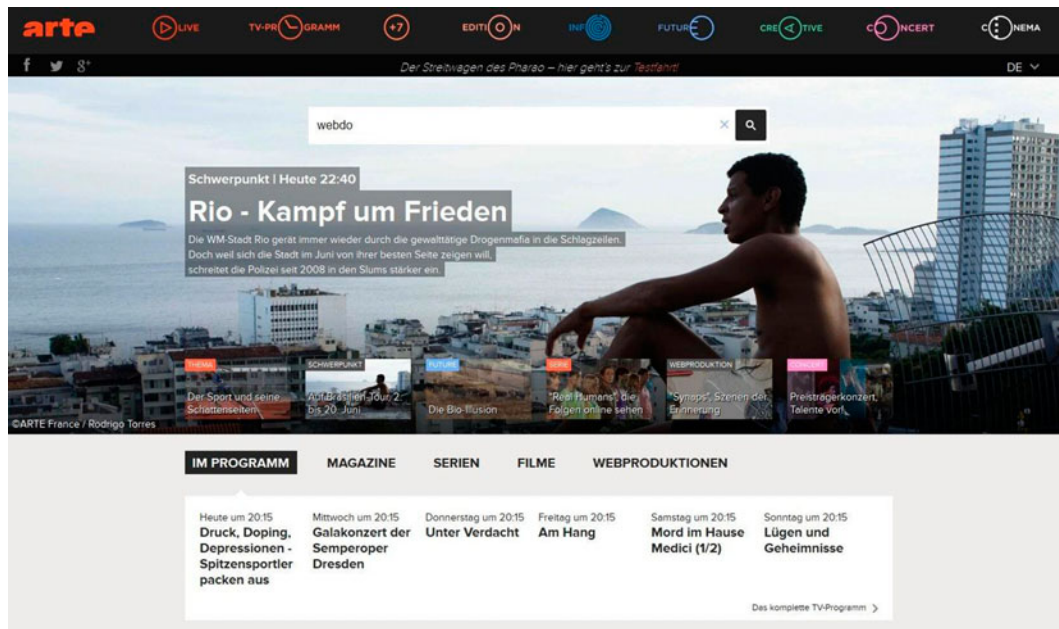 arte LIVE TV-PROGRAMM +7 EDITION INFO FUTURE CREATIVE CONCERT CINEMA
f 8+ Der Streitwagen des Pharao – hier geht's zur Testfahrt! DE
webdo ×
Schwerpunkt | Heute 22:40
Rio - Kampf um Frieden
Die WM-Stadt Rio gerät immer wieder durch die gewalttätige Drogenmafia in die Schlagzeilen.
Doch weil sich die Stadt im Juni von ihrer besten Seite zeigen will,
schreitet die Polizei seit 2008 in den Slums stärker ein.
THEMA
Der Sport und seine
Schattenseiten
SCHWERPUNKT
Auf Brasilien-Tour, 2.
bis 20. Juni
FUTURE
Die Bio-Illusion
SERIE
"Real Humans", die
Folgen online sehen
WEBPRODUKTION
"Synaps", Szenen der
Erinnerung
CONCERT
Preisträgerkonzert,
Talente vor!
©ARTE France / Rodrigo Torres
IM PROGRAMM MAGAZINE SERIEN FILME WEBPRODUKTIONEN
Heute um 20:15
Druck, Doping,
Depressionen -
Spitzensportler
packen aus
Mittwoch um 20:15
Galakonzert der
Semperoper
Dresden
Donnerstag um 20:15
Unter Verdacht
Freitag um 20:15
Am Hang
Samstag um 20:15
Mord im Hause
Medici (1/2)
Sonntag um 20:15
Lügen und
Geheimnisse
Das komplette TV-Programm >